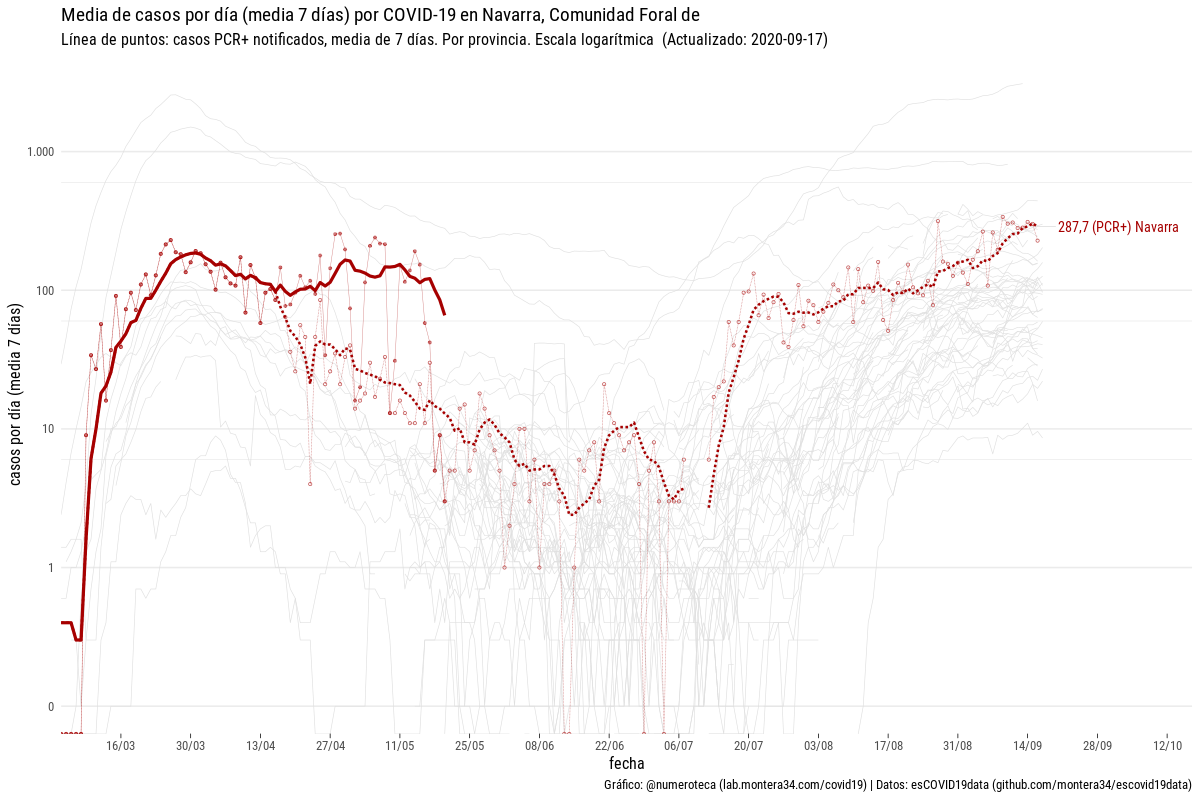 Media de casos por día (media 7 días) por COVID-19 en Navarra, Comunidad Foral de
Línea de puntos: casos PCR+ notificados, media de 7 días. Por provincia. Escala logarítmica (Actualizado: 2020-09-17)
casos por día (media 7 días)
1.000
100
10
1
0
287,7 (PCR+) Navarra
16/03 30/03 13/04 27/04 11/05 25/05 08/06 22/06 06/07 20/07 03/08 17/08 31/08 14/09 28/09 12/10
fecha
Gráfico: @numeroteca (lab.montera34.com/covid19) | Datos: esCOVID19data (github.com/montera34/escovid19data)